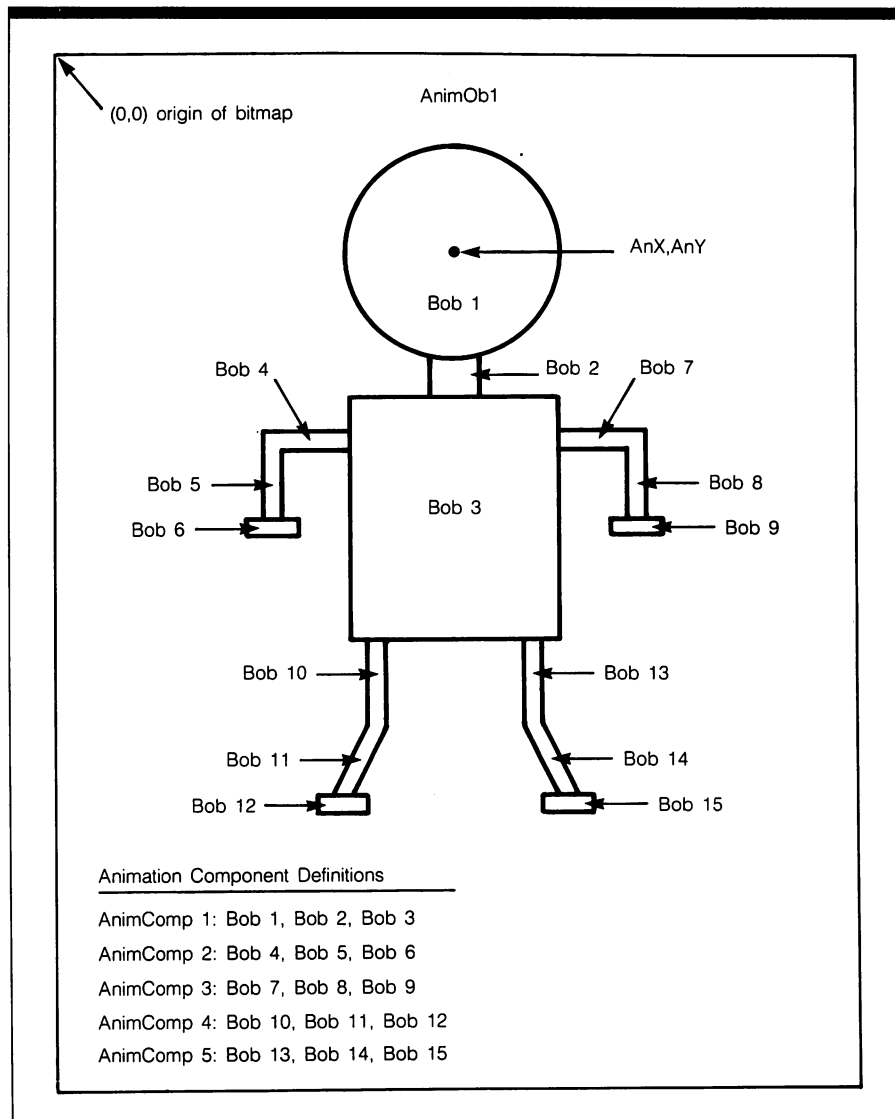 AnimOb1
(0,0) origin of bitmap
AnX,AnY
Bob 1
Bob 2
Bob 4
Bob 7
Bob 5
Bob 3
Bob 8
Bob 6
Bob 9
Bob 10
Bob 13
Bob 11
Bob 14
Bob 12
Bob 15
Animation Component Definitions
AnimComp 1: Bob 1, Bob 2, Bob 3
AnimComp 2: Bob 4, Bob 5, Bob 6
AnimComp 3: Bob 7, Bob 8, Bob 9
AnimComp 4: Bob 10, Bob 11, Bob 12
AnimComp 5: Bob 13, Bob 14, Bob 15